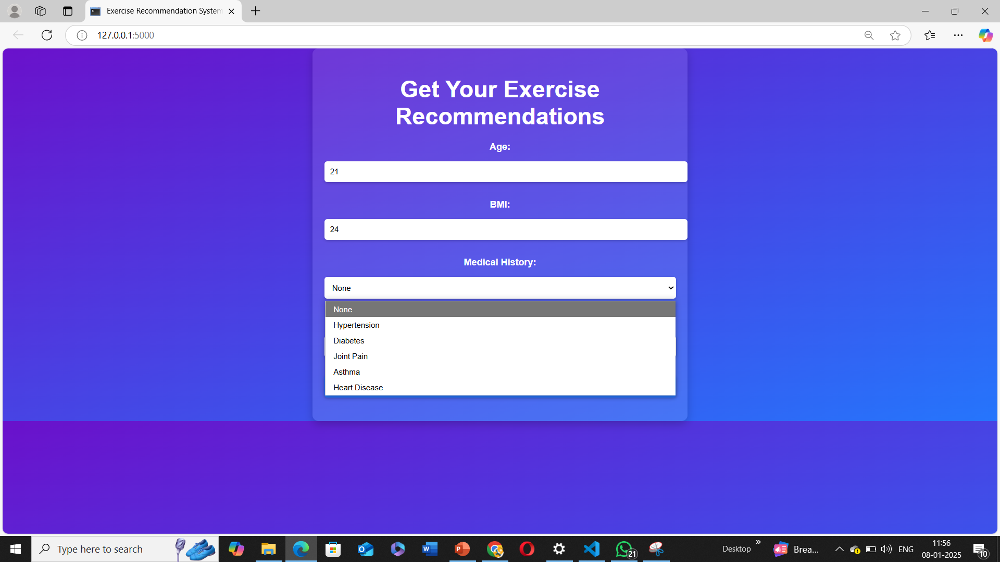 Exercise Recommendation System
127.0.0.1:5000
Get Your Exercise
Recommendations
Age:
21
BMI:
24
Medical History:
None
None
Hypertension
Diabetes
Joint Pain
Asthma
Heart Disease
Type here to search
21
Desktop
Brea...
ENG
11:56
08-01-2025
10